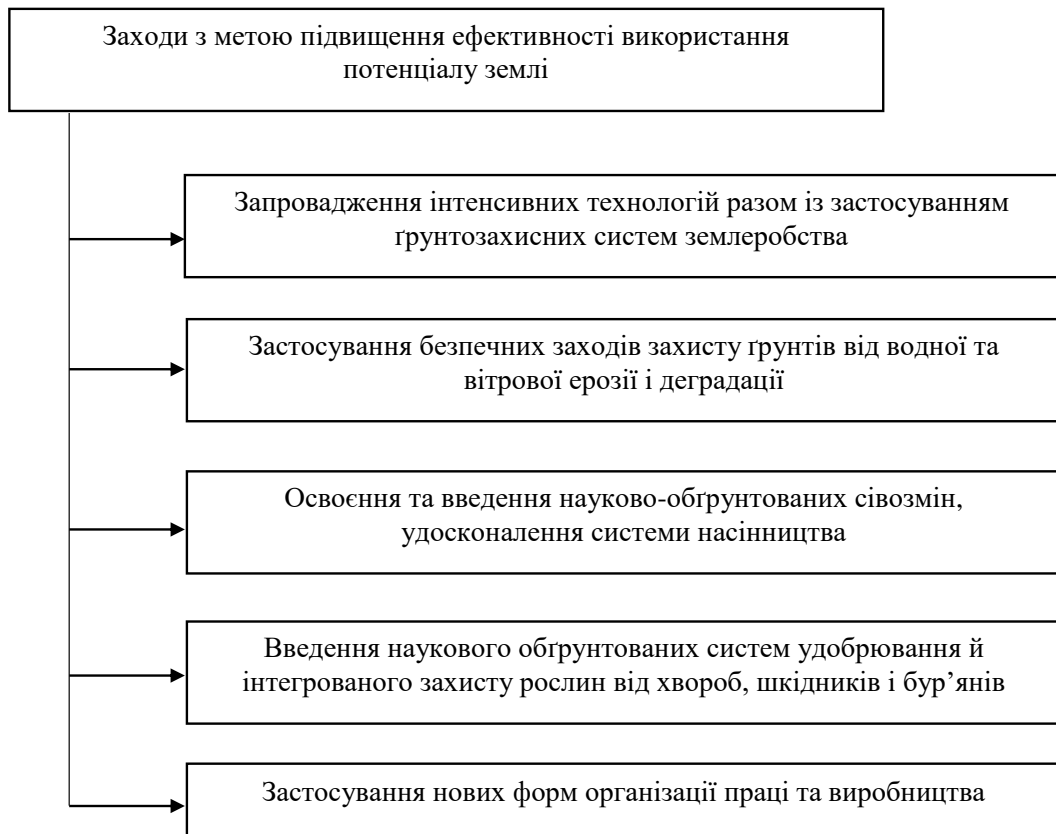 Заходи з метою підвищення ефективності використання
потенціалу землі
Запровадження інтенсивних технологій разом із застосуванням
ґрунтозахисних систем землеробства
Застосування безпечних заходів захисту ґрунтів від водної та
вітрової ерозії і деградації
Освоєння та введення науково-обґрунтованих сівозмін,
удосконалення системи насінництва
Введення наукового обґрунтованих систем удобрювання й
інтегрованого захисту рослин від хвороб, шкідників і бур’янів
Застосування нових форм організації праці та виробництва